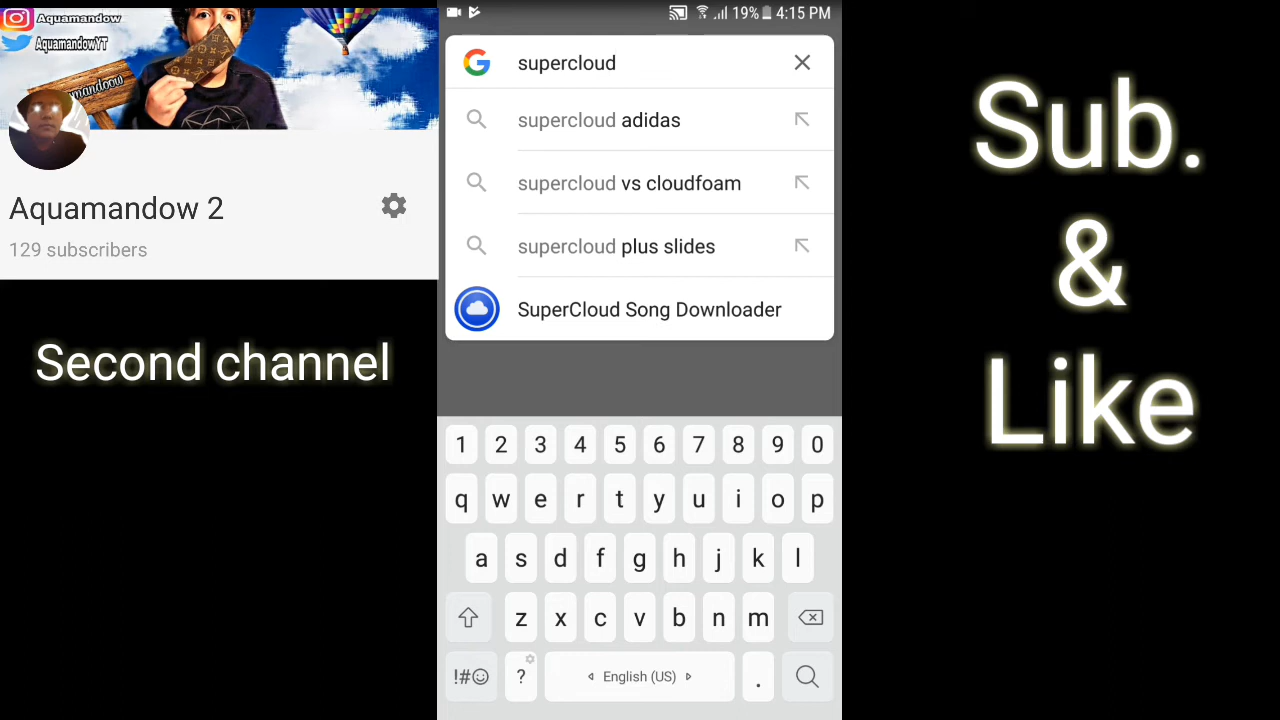 Aquamandow
AquamandowYT
mandoow
Aquamandow 2
129 subscribers
Second channel
19% 4:15 PM
supercloud
supercloud adidas
supercloud vs cloudfoam
supercloud plus slides
SuperCloud Song Downloader
1 2 3 4 5 6 7 8 9 0
q w e r t y u i o p
a s d f g h j k l
z x c v b n m
!#☺ ? English (US) .
Sub.
&
Like